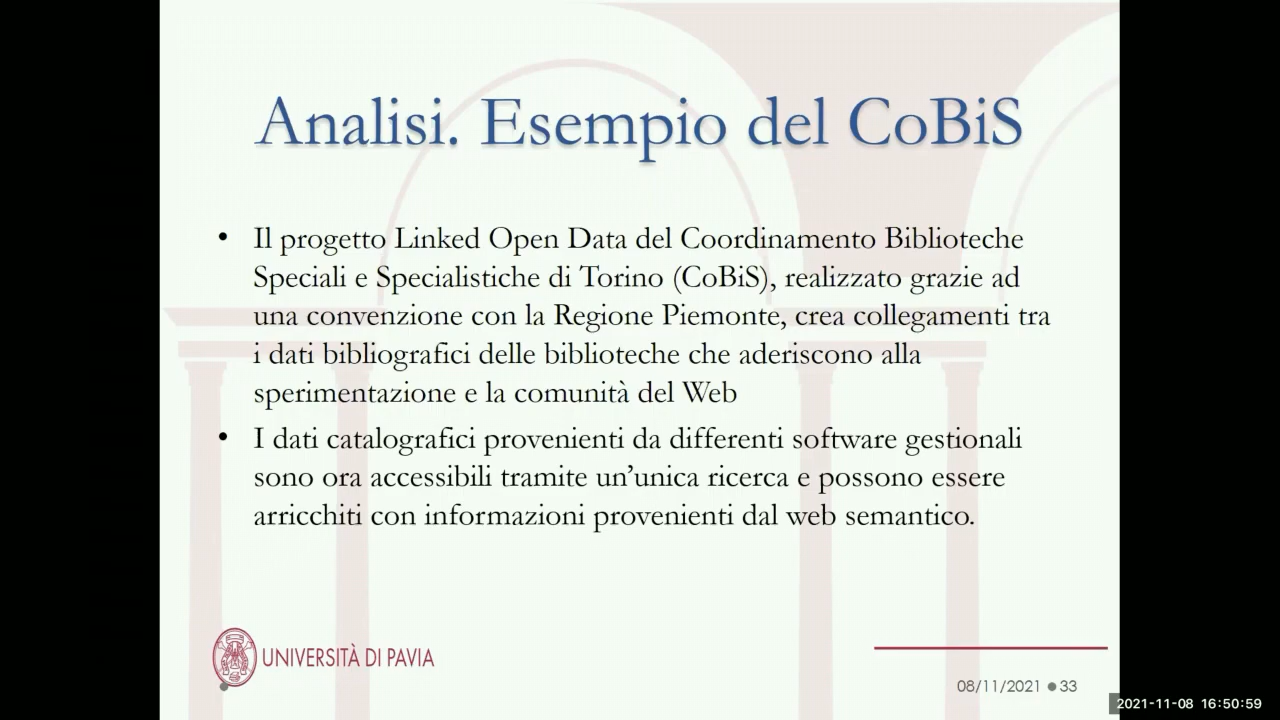 Analisi. Esempio del CoBiS
• Il progetto Linked Open Data del Coordinamento Biblioteche
Speciali e Specialistiche di Torino (CoBiS), realizzato grazie ad
una convenzione con la Regione Piemonte, crea collegamenti tra
i dati bibliografici delle biblioteche che aderiscono alla
sperimentazione e la comunità del Web
• I dati catalografici provenienti da differenti software gestionali
sono ora accessibili tramite un’unica ricerca e possono essere
arricchiti con informazioni provenienti dal web semantico.
UNIVERSITÀ DI PAVIA
08/11/2021 ● 33
2021-11-08 16:50:59